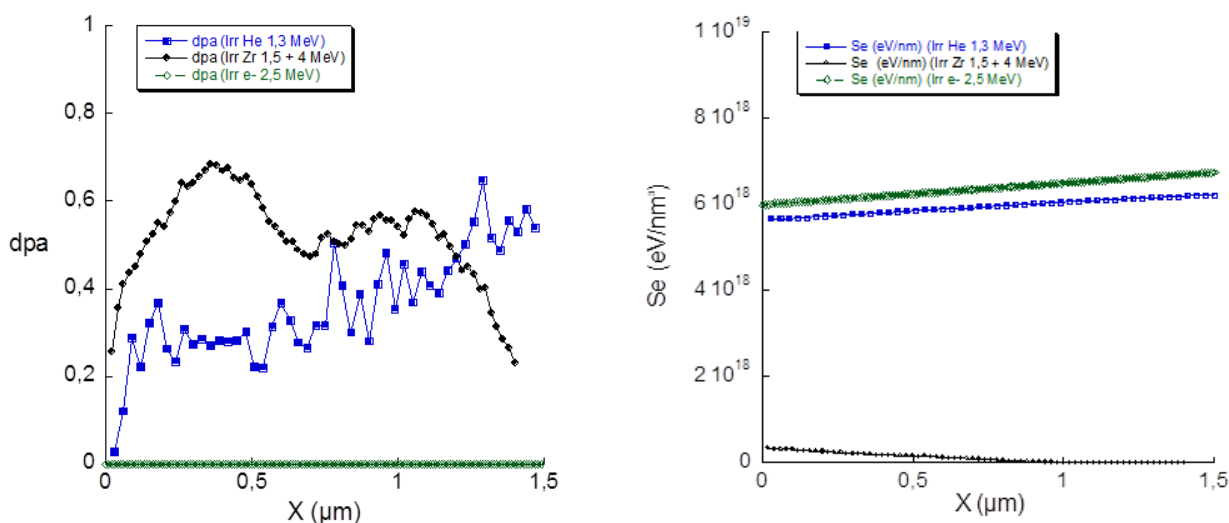 1
0,8
0,6
0,4
0,2
0
dpa
dpa (Irr He 1,3 MeV)
dpa (Irr Zr 1,5 + 4 MeV)
dpa (Irr e- 2,5 MeV)
0 0,5 1 1,5
X (µm)
1 10¹⁹
8 10¹⁸
6 10¹⁸
4 10¹⁸
2 10¹⁸
0
Se (eV/nm³)
Se (eV/nm) (Irr He 1,3 MeV)
Se (eV/nm) (Irr Zr 1,5 + 4 MeV)
Se (eV/nm) (Irr e- 2,5 MeV)
0 0,5 1 1,5
X (µm)